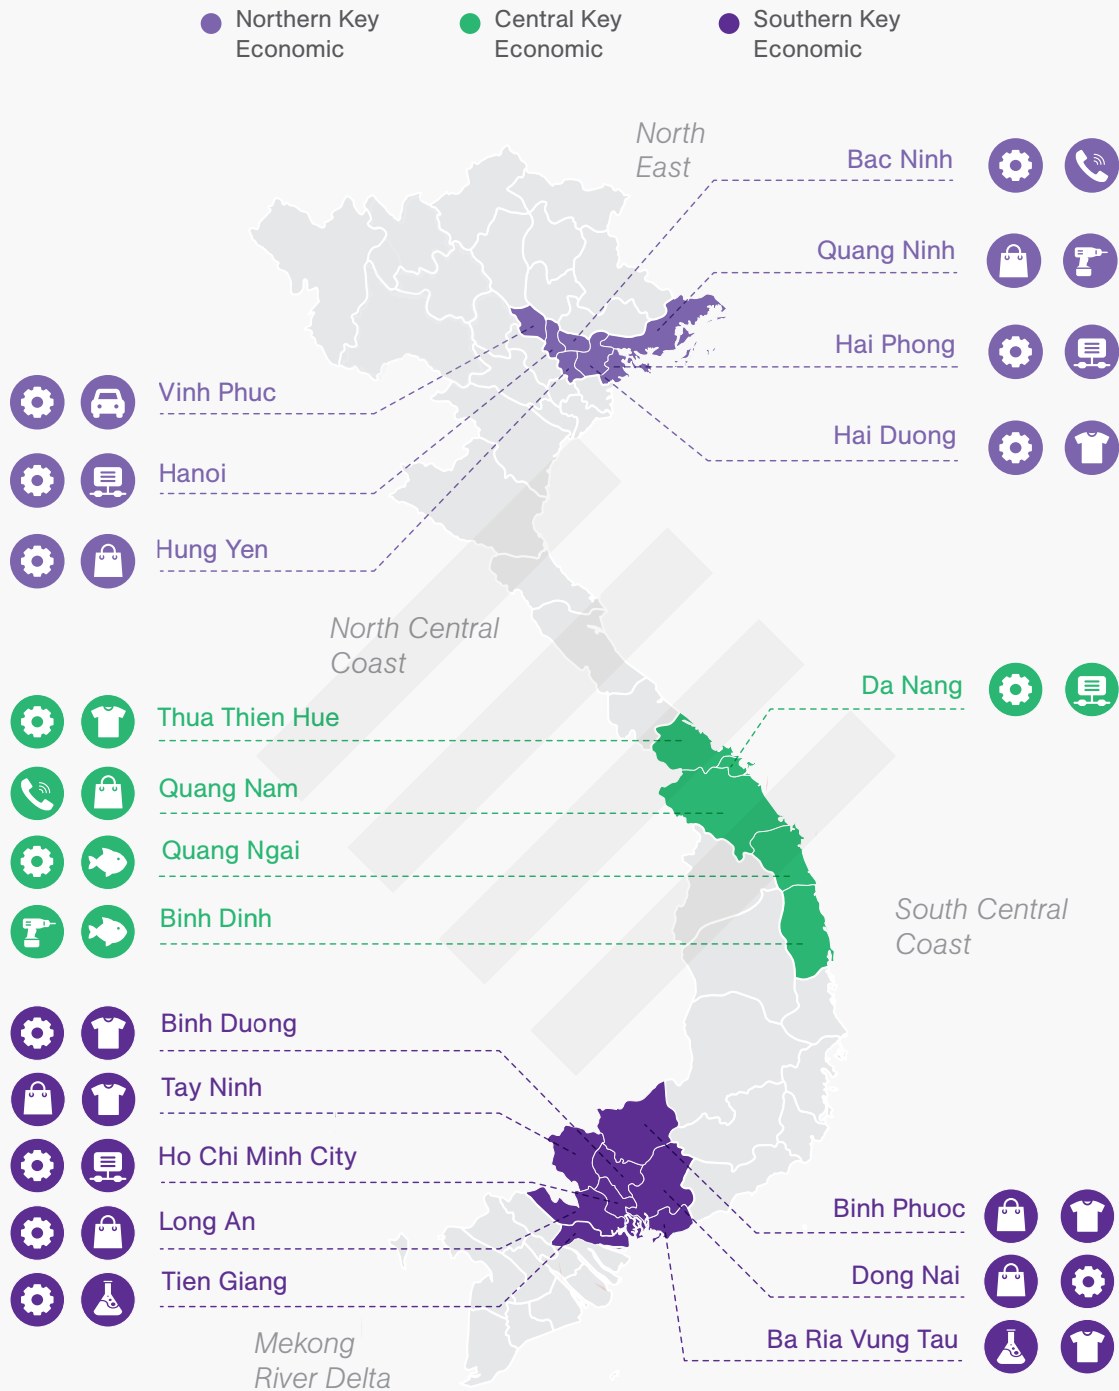 Northern Key
Economic
Central Key
Economic
Southern Key
Economic
North
East
Bac Ninh
Quang Ninh
Hai Phong
Hai Duong
Vinh Phuc
Hanoi
Hung Yen
North Central
Coast
Da Nang
Thua Thien Hue
Quang Nam
Quang Ngai
Binh Dinh
South Central
Coast
Binh Duong
Tay Ninh
Ho Chi Minh City
Long An
Tien Giang
Binh Phuoc
Dong Nai
Ba Ria Vung Tau
Mekong
River Delta